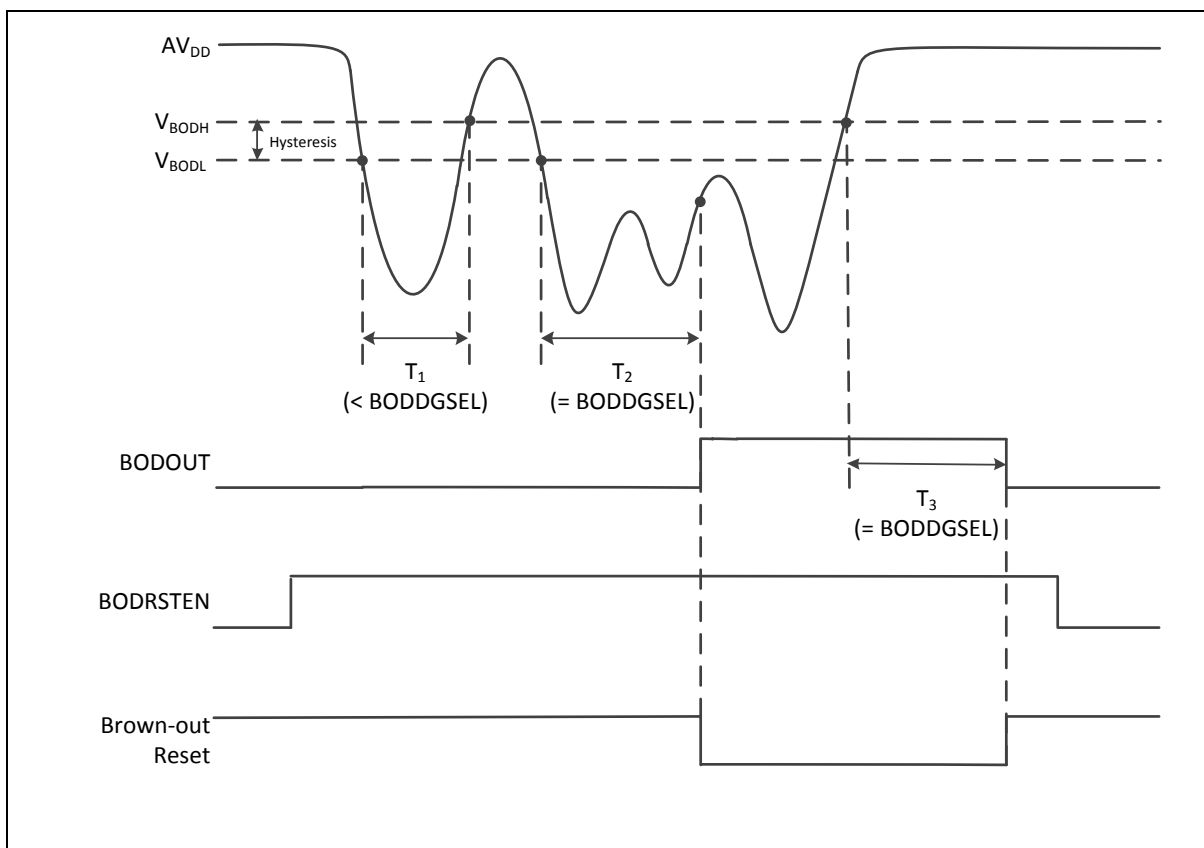 AVDD
VBODH
Hysteresis
VBODL
T1
(< BODDGSEL)
T2
(= BODDGSEL)
BODOUT
T3
(= BODDGSEL)
BODRSTEN
Brown-out
Reset